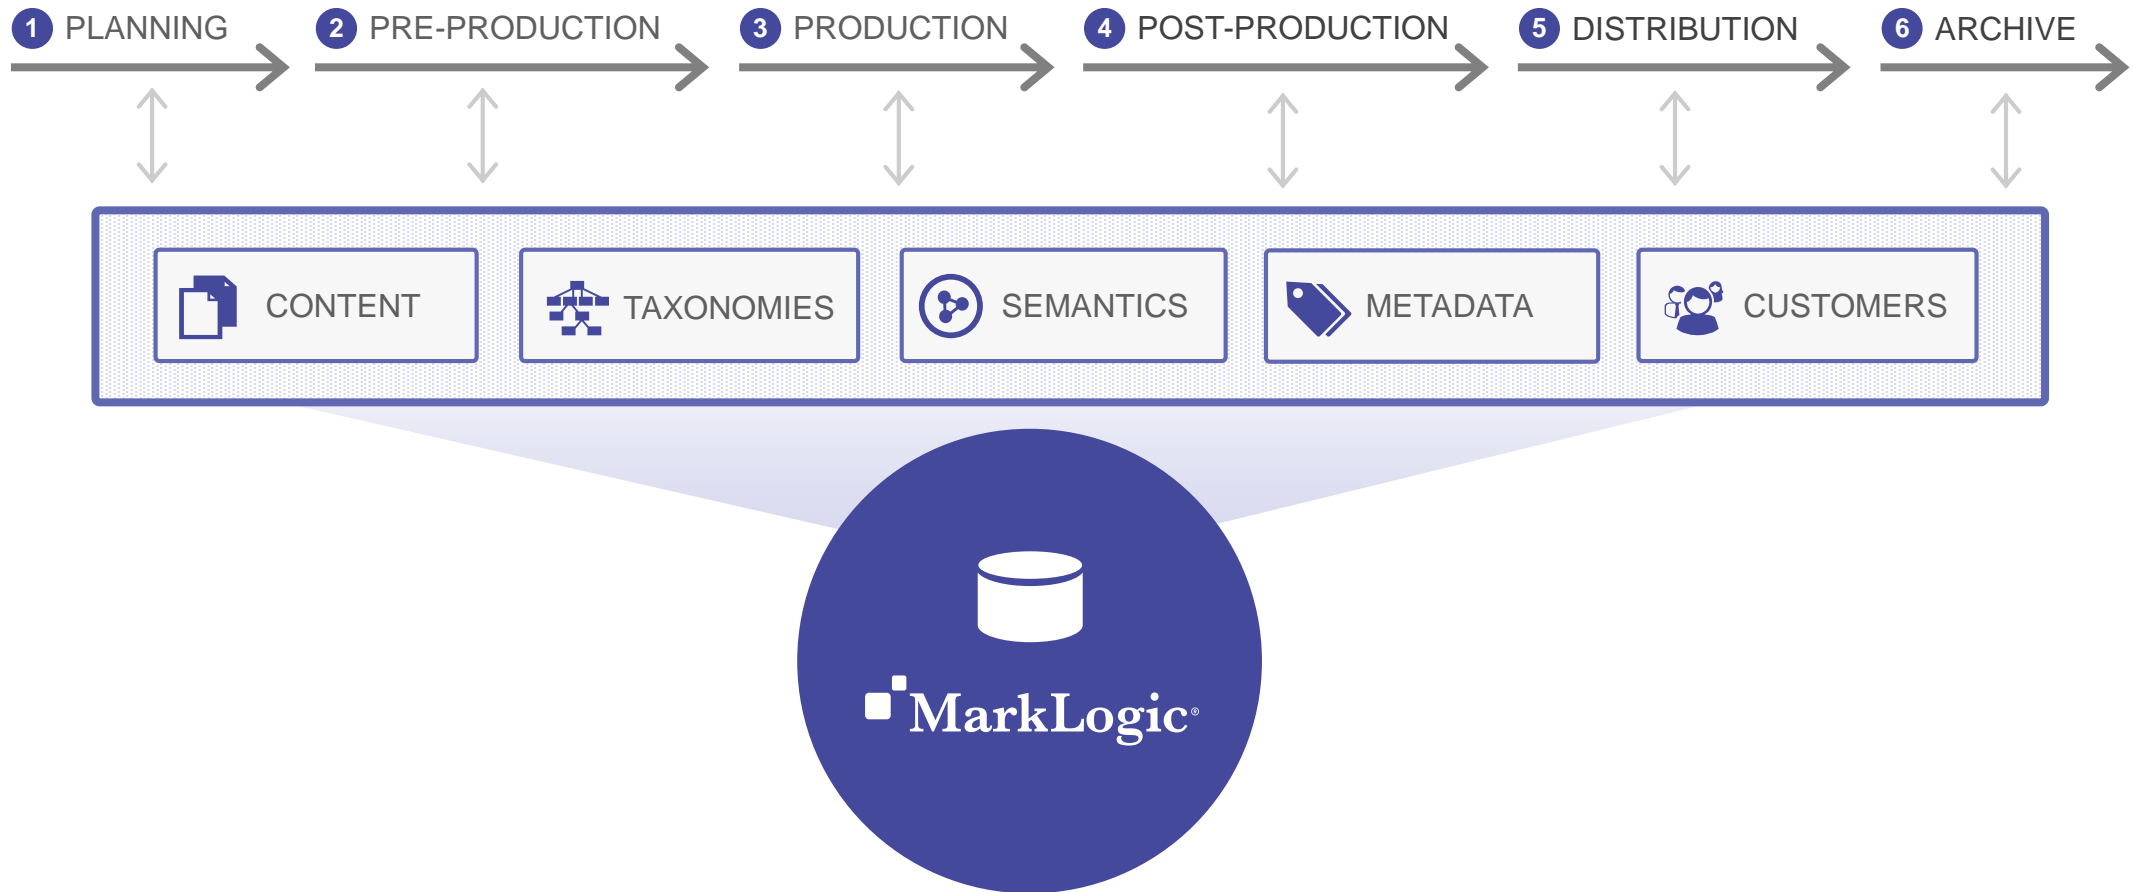 1 PLANNING
2 PRE-PRODUCTION
3 PRODUCTION
4 POST-PRODUCTION
5 DISTRIBUTION
6 ARCHIVE
CONTENT
TAXONOMIES
SEMANTICS
METADATA
CUSTOMERS
MarkLogic®